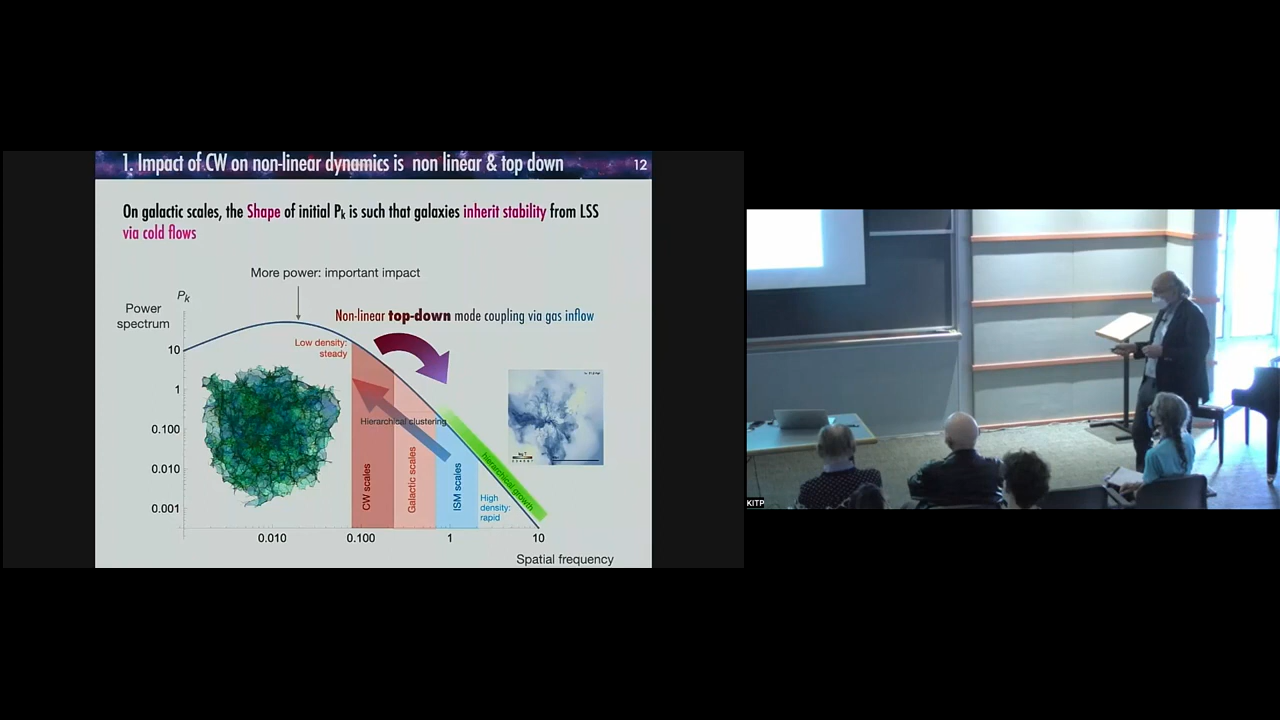 1. Impact of CW on non-linear dynamics is non linear & top down
12
On galactic scales, the Shape of initial Pk is such that galaxies inherit stability from LSS
via cold flows
More power: important impact
Pk
Power
spectrum
Non-linear top-down mode coupling via gas inflow
Low density:
steady
10
1
0.100
0.010
0.001
Hierarchical clustering
CW scales
Galactic scales
ISM scales
hierarchical growth
High
density:
rapid
0.010
0.100
1
10
Spatial frequency
KITP